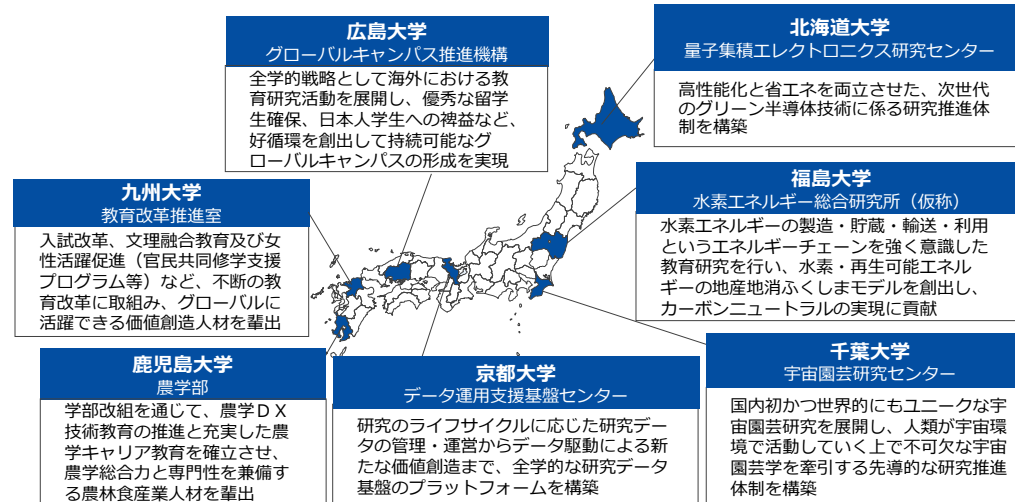 広島大学
グローバルキャンパス推進機構
全学的戦略として海外における教
育研究活動を展開し、優秀な留学
生確保、日本人学生への裨益など、
好循環を創出して持続可能なグ
ローバルキャンパスの形成を実現
北海道大学
量子集積エレクトロニクス研究センター
高性能化と省エネを両立させた、次世代
のグリーン半導体技術に係る研究推進体
制を構築
九州大学
教育改革推進室
入試改革、文理融合教育及び女
性活躍促進（官民共同修学支援
プログラム等）など、不断の教
育改革に取組み、グローバルに
活躍できる価値創造人材を輩出
福島大学
水素エネルギー総合研究所（仮称）
水素エネルギーの製造・貯蔵・輸送・利用
というエネルギーチェーンを強く意識した
教育研究を行い、水素・再生可能エネル
ギーの地産地消ふくしまモデルを創出し、
カーボンニュートラルの実現に貢献
鹿児島大学
農学部
学部改組を通じて、農学ＤＸ
技術教育の推進と充実した農
学キャリア教育を確立させ、
農学総合力と専門性を兼備す
る農林食産業人材を輩出
京都大学
データ運用支援基盤センター
研究のライフサイクルに応じた研究デー
タの管理・運営からデータ駆動による新
たな価値創造まで、全学的な研究データ
基盤のプラットフォームを構築
千葉大学
宇宙園芸研究センター
国内初かつ世界的にもユニークな宇
宙園芸研究を展開し、人類が宇宙環
境で活動していく上で不可欠な宇宙
園芸学を牽引する先導的な研究推進
体制を構築